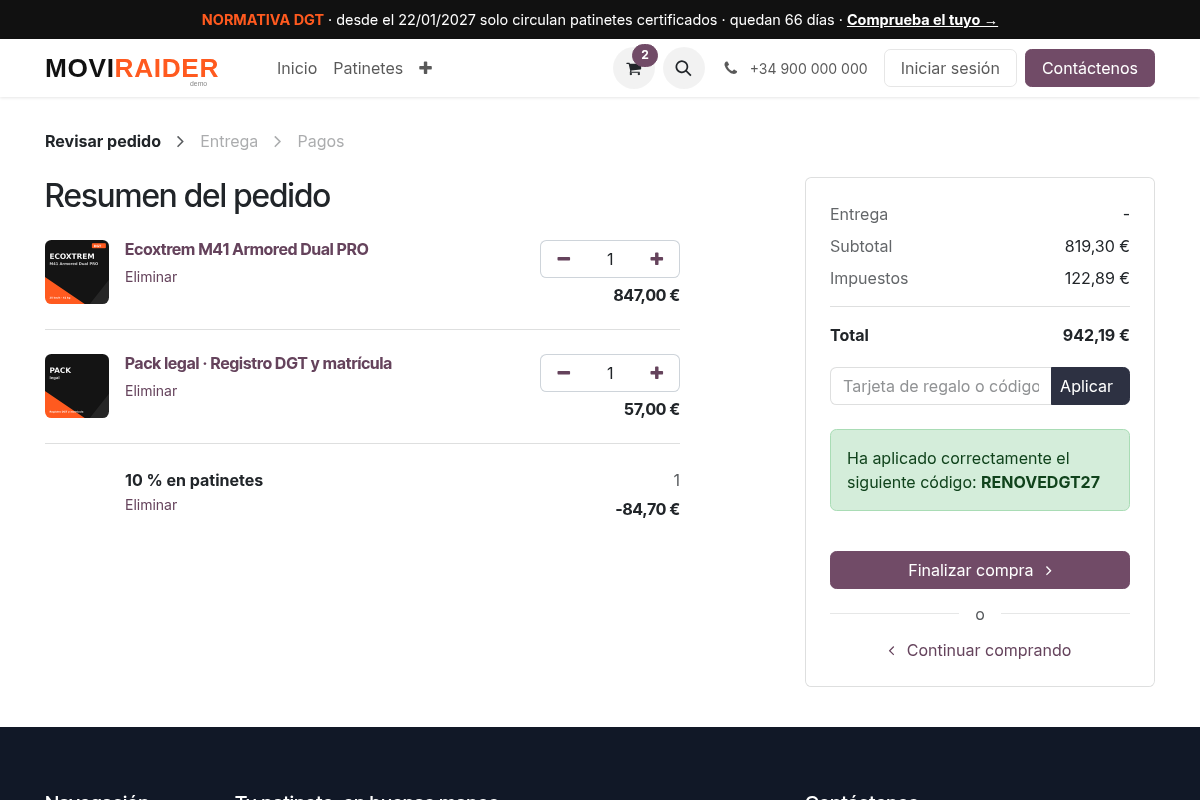 NORMATIVA DGT · desde el 22/01/2027 solo circulan patinetes certificados · quedan 66 días · Comprueba el tuyo →
MOVIRAIDER
demo
Inicio
Patinetes
2
+34 900 000 000
Iniciar sesión
Contáctenos
Revisar pedido
Entrega
Pagos
Resumen del pedido
ECOXTREM
M41 Armored Dual PRO
Ecoxtrem M41 Armored Dual PRO
Eliminar
1
847,00 €
PACK
legal
Pack legal · Registro DGT y matrícula
Eliminar
1
57,00 €
10 % en patinetes
1
Eliminar
-84,70 €
Entrega -
Subtotal 819,30 €
Impuestos 122,89 €
Total 942,19 €
Tarjeta de regalo o código
Aplicar
Ha aplicado correctamente el
siguiente código: RENOVEDGT27
Finalizar compra
o
Continuar comprando